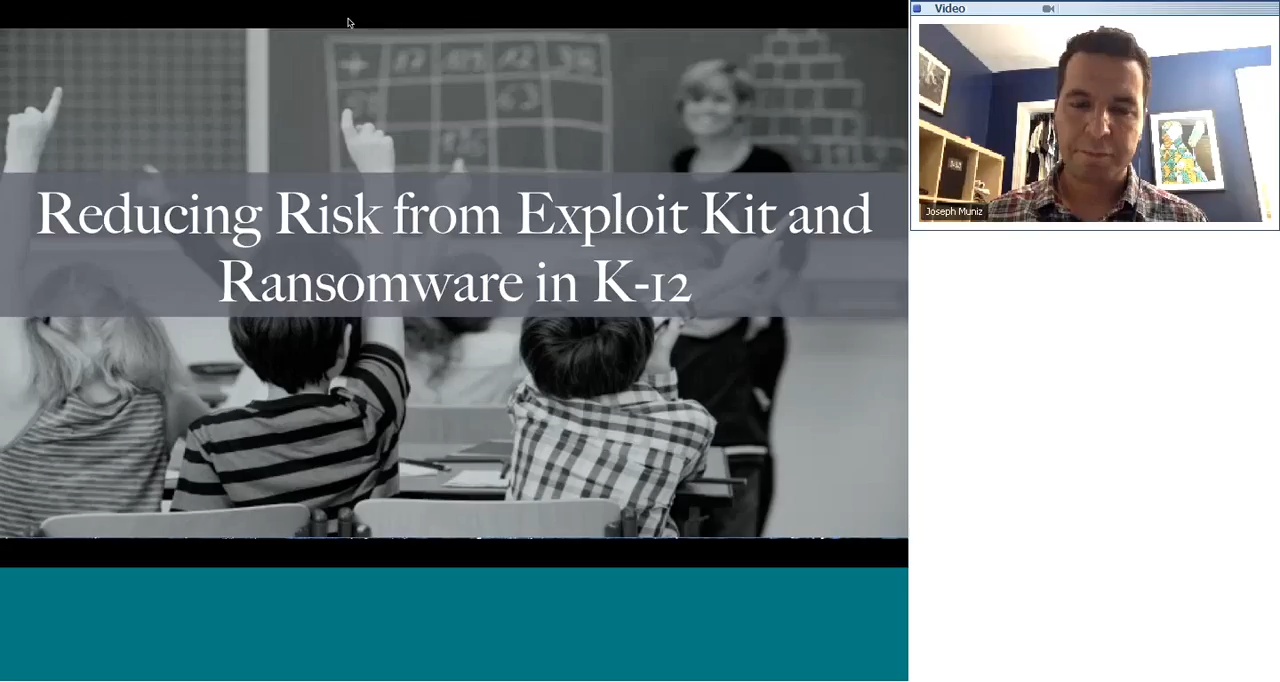 Video
Joseph Muniz
Reducing Risk from Exploit Kit and
Ransomware in K-12